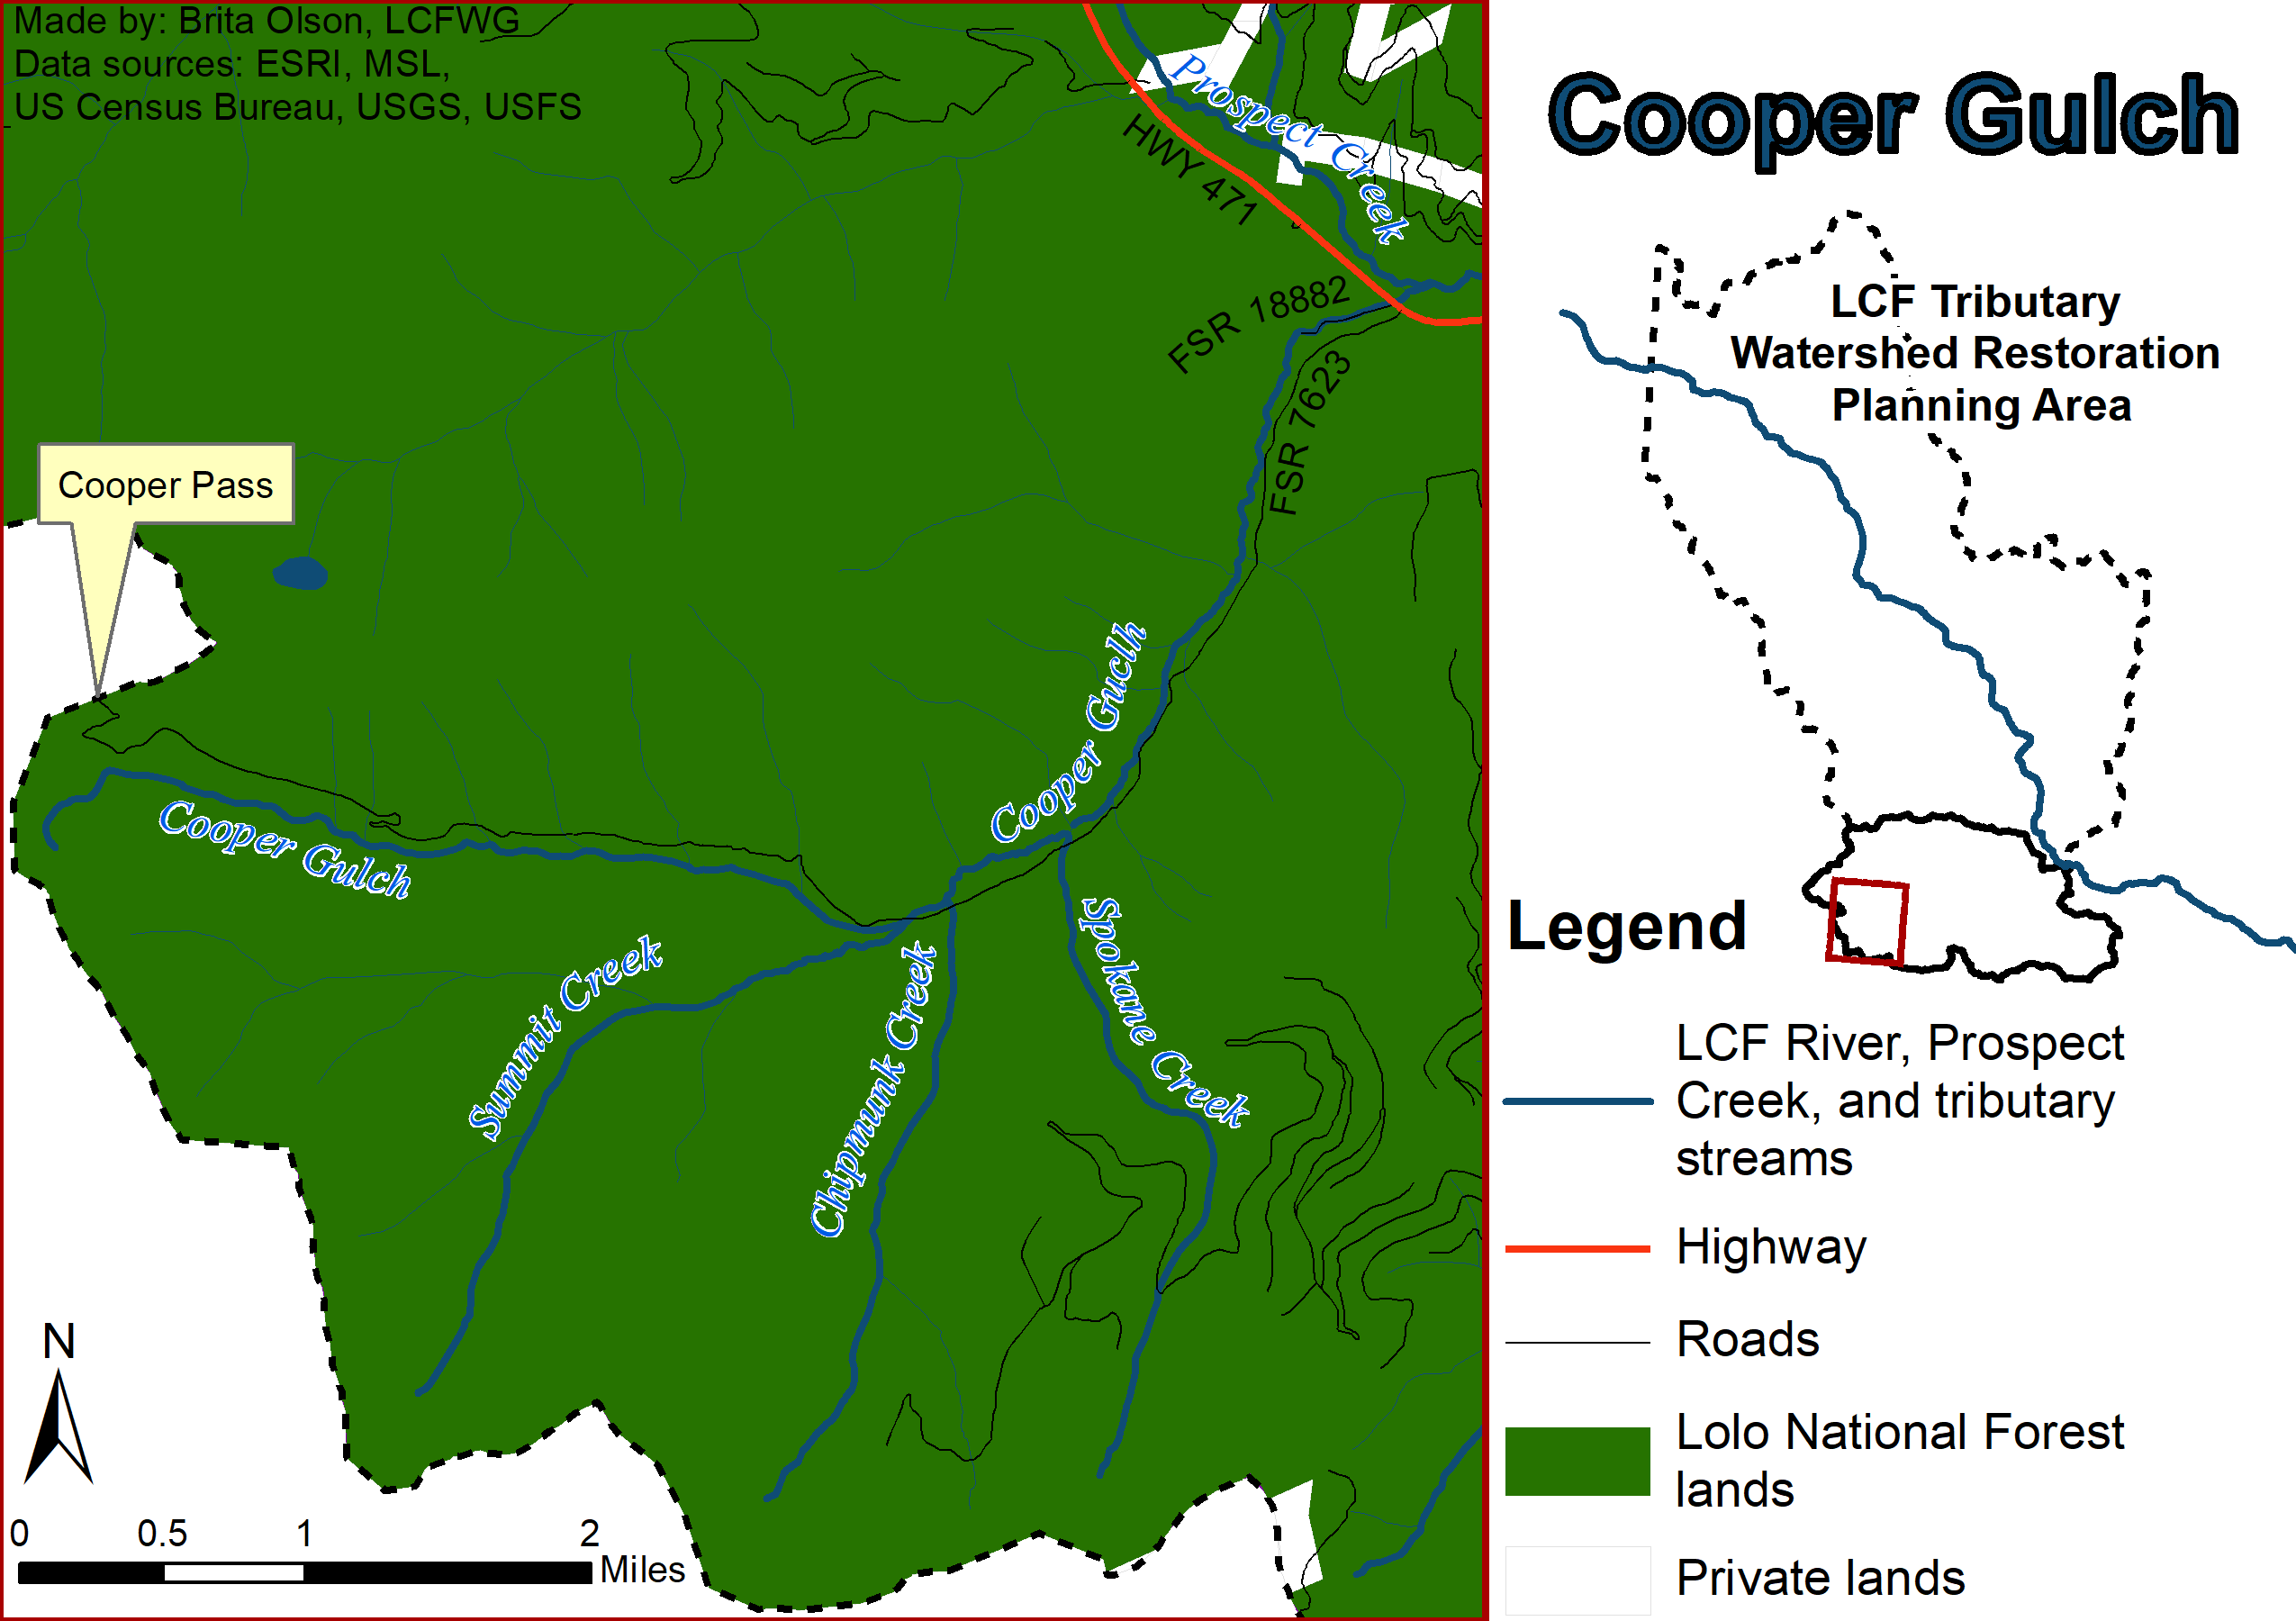 Made by: Brita Olson, LCFWG
Data sources: ESRI, MSL,
US Census Bureau, USGS, USFS
Prospect Creek
HWY 471
FSR 18882
FSR 7623
Cooper Pass
Cooper Guclh
Cooper Gulch
Summit Creek
Chipmunk Creek
Spokane Creek
N
0 0.5 1 2
Miles
Cooper Gulch
LCF Tributary
Watershed Restoration
Planning Area
Legend
LCF River, Prospect
Creek, and tributary
streams
Highway
Roads
Lolo National Forest
lands
Private lands